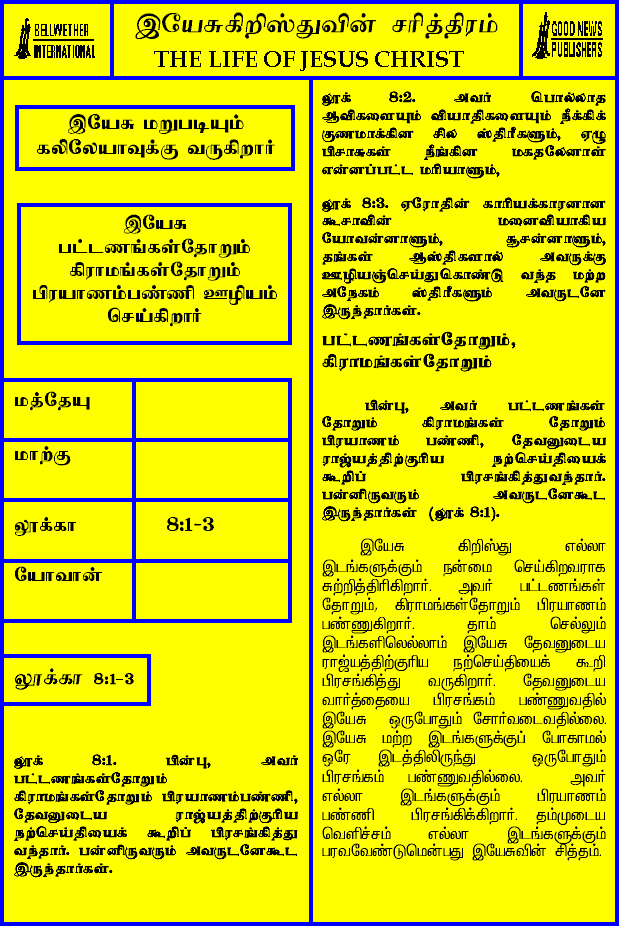 BELLWETHER
INTERNATIONAL
இயேசுகிறிஸ்துவின் சரித்திரம்
THE LIFE OF JESUS CHRIST
GOOD NEWS
PUBLISHERS
இயேசு மறுபடியும்
கலிலேயாவுக்கு வருகிறார்
இயேசு
பட்டணங்கள்தோறும்
கிராமங்கள்தோறும்
பிரயாணம்பண்ணி ஊழியம்
செய்கிறார்
மத்தேயு
மாற்கு
லூக்கா 8:1-3
யோவான்
லூக்கா 8:1-3
லூக் 8:1. பின்பு, அவர்
பட்டணங்கள்தோறும்
கிராமங்கள்தோறும் பிரயாணம்பண்ணி,
தேவனுடைய ராஜ்யத்திற்குரிய
நற்செய்தியைக் கூறிப் பிரசங்கித்து
வந்தார். பன்னிருவரும் அவருடனேகூட
இருந்தார்கள்.
லூக் 8:2. அவர் பொல்லாத
ஆவிகளையும் வியாதிகளையும் நீக்கிக்
குணமாக்கின சில ஸ்திரீகளும், ஏழு
பிசாசுகள் நீங்கின மகதலேனாள்
என்னப்பட்ட மரியாளும்,
லூக் 8:3. ஏரோதின் காரியக்காரனான
கூசாவின் மனைவியாகிய
யோவன்னாளும், சூசன்னாளும்,
தங்கள் ஆஸ்திகளால் அவருக்கு
ஊழியஞ்செய்துகொண்டு வந்த மற்ற
அநேகம் ஸ்திரீகளும் அவருடனே
இருந்தார்கள்.
பட்டணங்கள்தோறும்,
கிராமங்கள்தோறும்
பின்பு, அவர் பட்டணங்கள்
தோறும் கிராமங்கள் தோறும்
பிரயாணம் பண்ணி, தேவனுடைய
ராஜ்யத்திற்குரிய நற்செய்தியைக்
கூறிப் பிரசங்கித்துவந்தார்.
பன்னிருவரும் அவருடனேகூட
இருந்தார்கள் (லூக் 8:1).
இயேசு கிறிஸ்து எல்லா
இடங்களுக்கும் நன்மை செய்கிறவராக
சுற்றித்திரிகிறார். அவர் பட்டணங்கள்
தோறும், கிராமங்கள்தோறும் பிரயாணம்
பண்ணுகிறார். தாம் செல்லும்
இடங்களிலெல்லாம் இயேசு தேவனுடைய
ராஜ்யத்திற்குரிய நற்செய்தியைக் கூறி
பிரசங்கித்து வருகிறார். தேவனுடைய
வார்த்தையை பிரசங்கம் பண்ணுவதில்
இயேசு ஒருபோதும் சோர்வடைவதில்லை.
இயேசு மற்ற இடங்களுக்குப் போகாமல்
ஒரே இடத்திலிருந்து ஒருபோதும்
பிரசங்கம் பண்ணுவதில்லை. அவர்
எல்லா இடங்களுக்கும் பிரயாணம்
பண்ணி பிரசங்கிக்கிறார். தம்முடைய
வெளிச்சம் எல்லா இடங்களுக்கும்
பரவவேண்டுமென்பது இயேசுவின் சித்தம்.